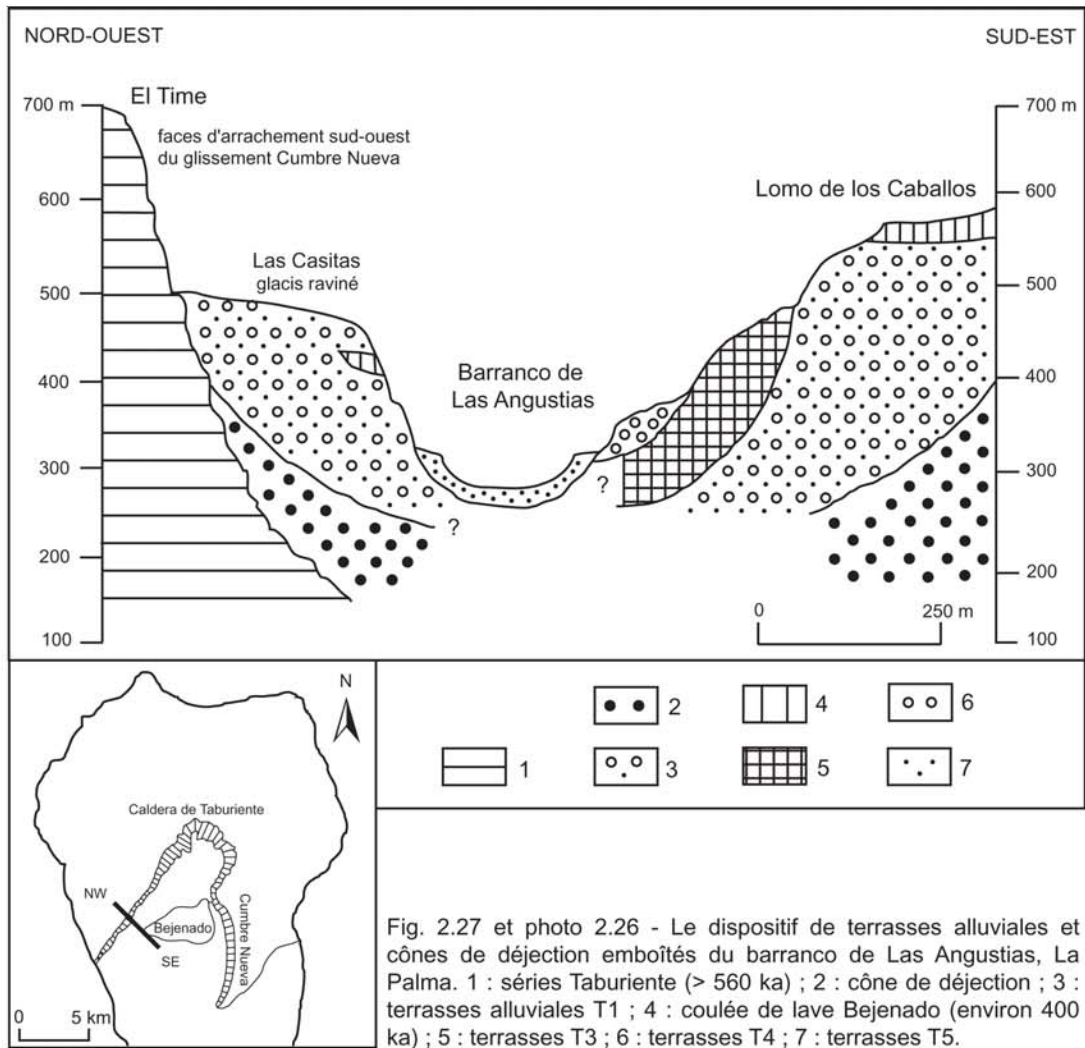 NORD-OUEST
SUD-EST
El Time
700 m
700 m
faces d'arrachement sud-ouest
du glissement Cumbre Nueva
600
Lomo de los Caballos
600
Las Casitas
glacis raviné
500
500
Barranco de
Las Angustias
400
400
300
?
300
?
200
200
0
250 m
100
100
N
2
4
6
1
3
5
7
Caldera de Taburiente
NW
Bejenado
Cumbre Nueva
SE
0
5 km
Fig. 2.27 et photo 2.26 - Le dispositif de terrasses alluviales et
cônes de déjection emboîtés du barranco de Las Angustias, La
Palma. 1 : séries Taburiente (> 560 ka) ; 2 : cône de déjection ; 3 :
terrasses alluviales T1 ; 4 : coulée de lave Bejenado (environ 400
ka) ; 5 : terrasses T3 ; 6 : terrasses T4 ; 7 : terrasses T5.